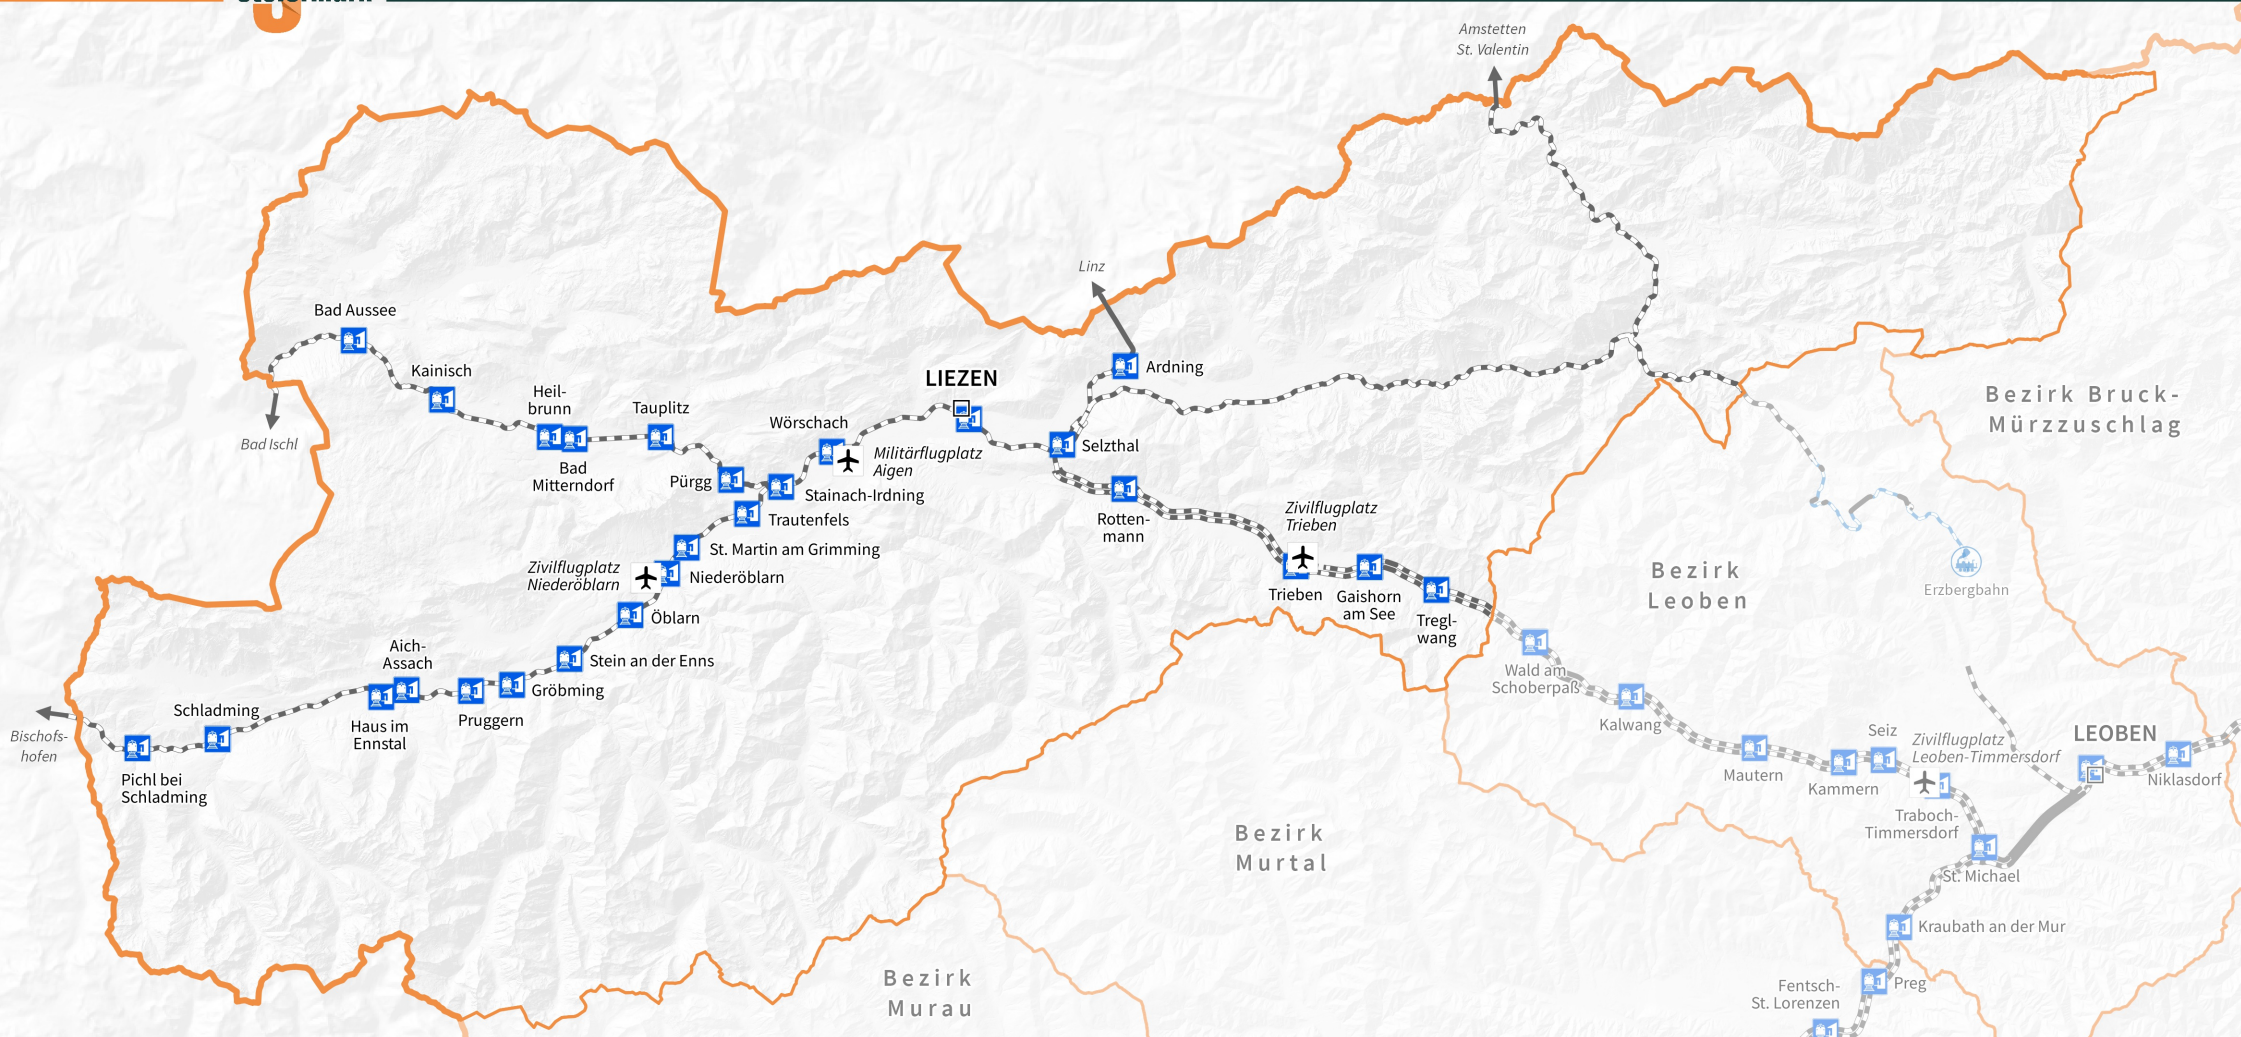 Amstetten
St. Valentin
Linz
Bad Aussee
Kainisch
Heil-
brunn
Bad
Mitterndorf
Tauplitz
Pürgg
Wörschach
LIEZEN
Ardning
Selzthal
Militärflugplatz
Aigen
Stainach-Irdning
Trautenfels
St. Martin am Grimming
Zivilflugplatz
Niederöblarn
Niederöblarn
Öblarn
Stein an der Enns
Gröbming
Pruggern
Aich-
Assach
Haus im
Ennstal
Schladming
Pichl bei
Schladming
Bischofs-
hofen
Bad Ischl
Rotten-
mann
Zivilflugplatz
Trieben
Trieben
Gaishorn
am See
Tregl-
wang
Bezirk Bruck-
Mürzzuschlag
Bezirk
Leoben
Erzbergbahn
Wald am
Schoberpaß
Kalwang
Mautern
Kammern
Seiz
Zivilflugplatz
Leoben-Timmersdorf
LEOBEN
Niklasdorf
Traboch-
Timmersdorf
St. Michael
Kraubath an der Mur
Preg
Fentsch-
St. Lorenzen
Bezirk
Murtal
Bezirk
Murau